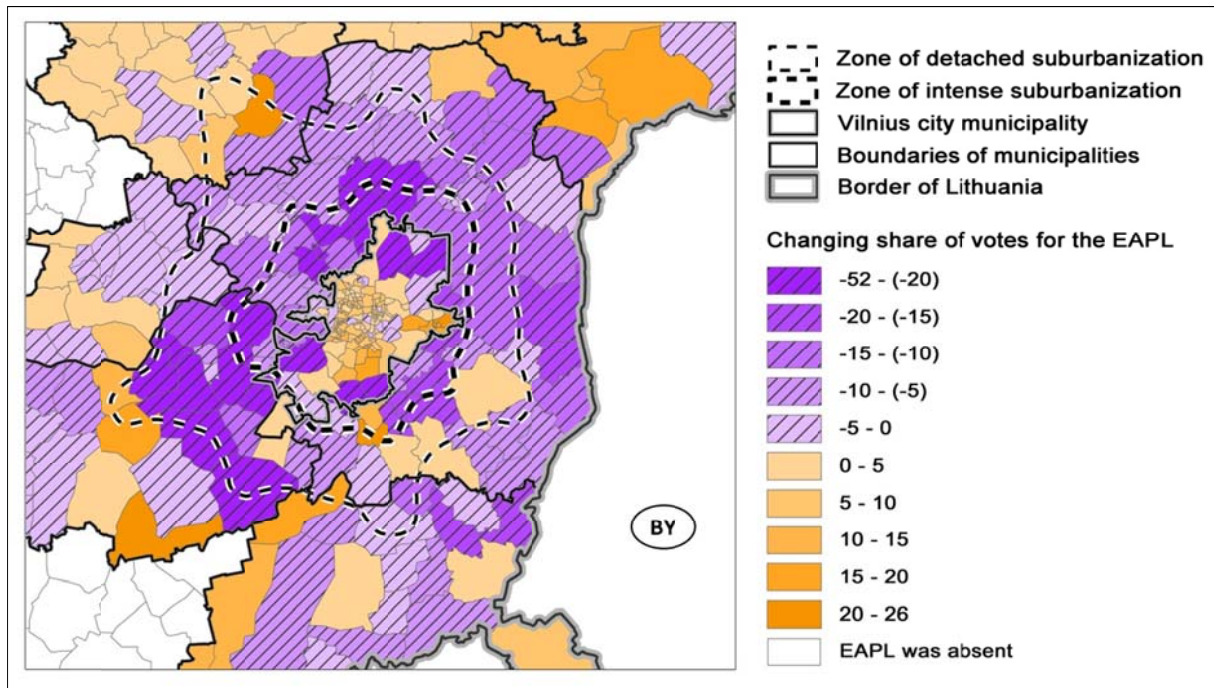 Zone of detached suburbanization
Zone of intense suburbanization
Vilnius city municipality
Boundaries of municipalities
Border of Lithuania
Changing share of votes for the EAPL
-52 - (-20)
-20 - (-15)
-15 - (-10)
-10 - (-5)
-5 - 0
0 - 5
5 - 10
10 - 15
15 - 20
20 - 26
EAPL was absent
BY